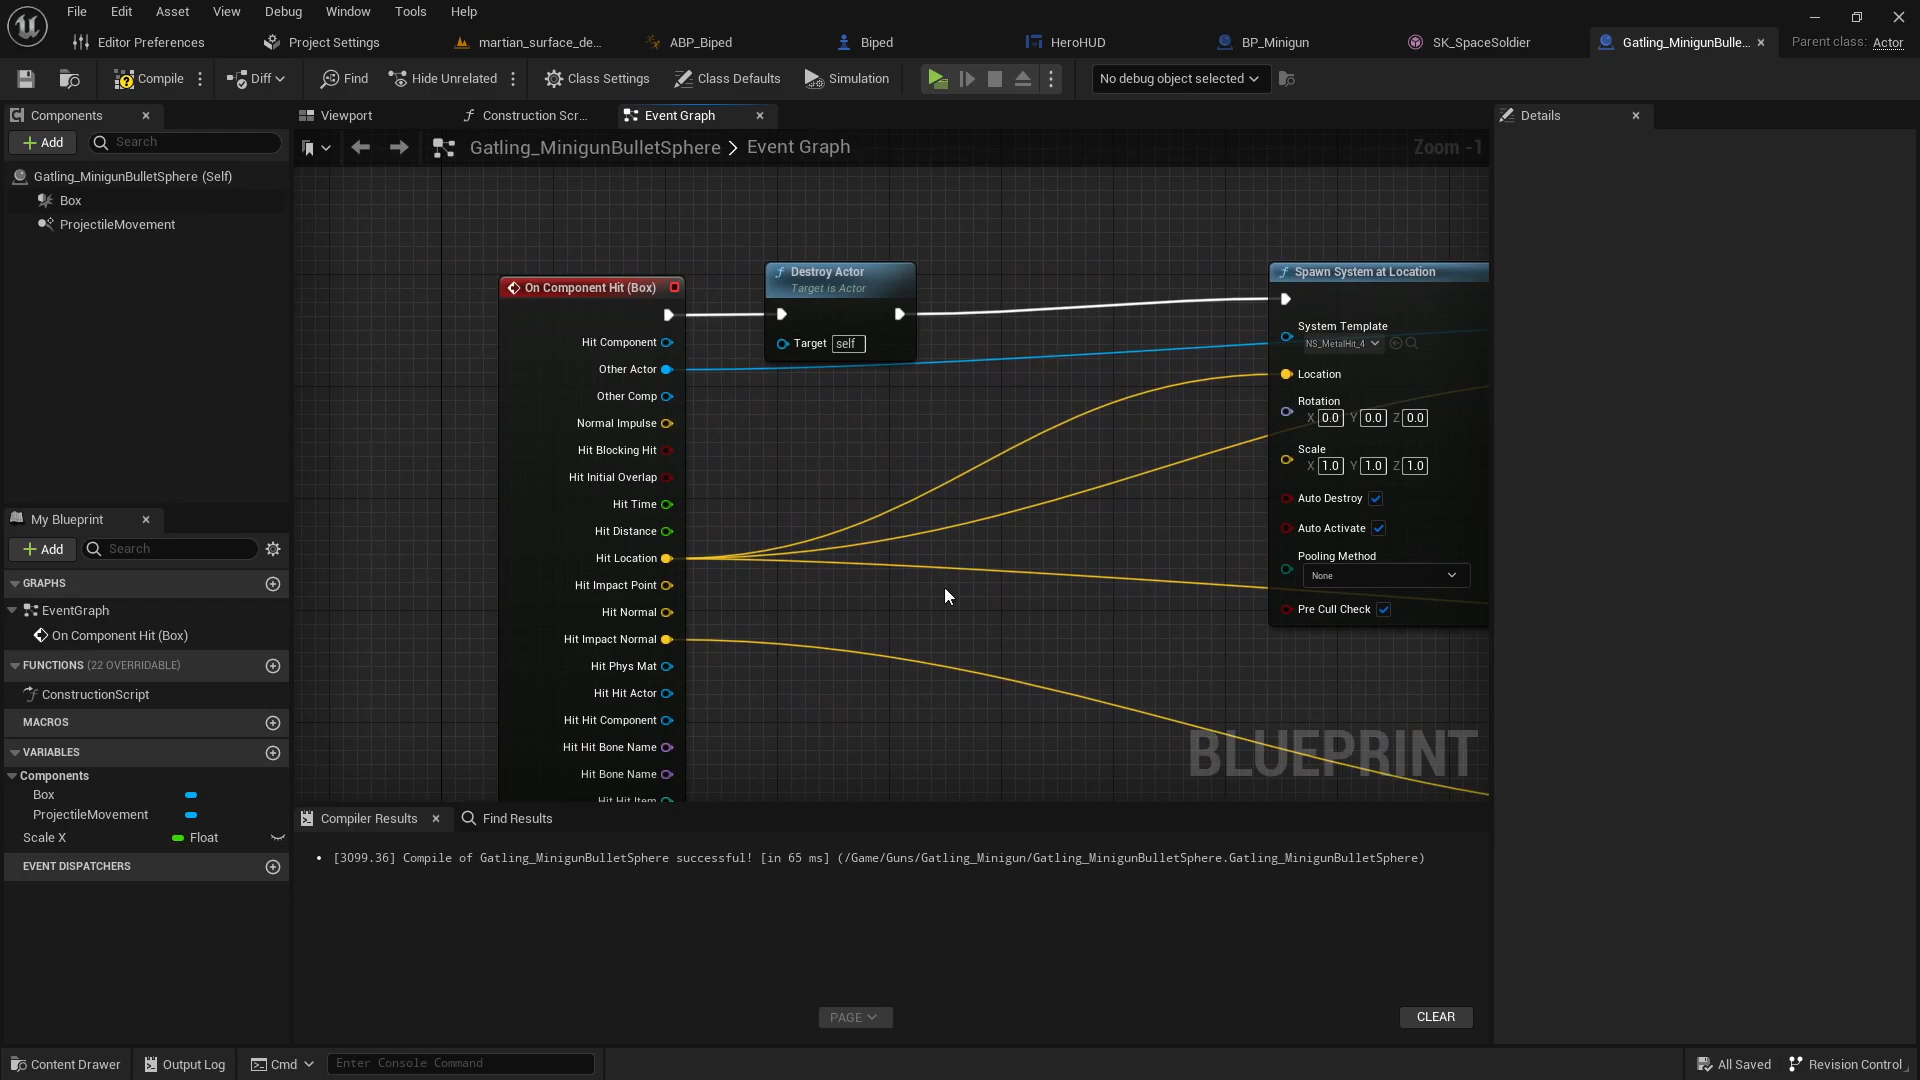 File Edit Asset View Debug Window Tools Help
Editor Preferences Project Settings martian_surface_de... ABP_Biped Biped HeroHUD BP_Minigun SK_SpaceSoldier Gatling_MinigunBulle... Parent class: Actor
Compile Diff Find Hide Unrelated Class Settings Class Defaults Simulation No debug object selected
Components
Add Search
Gatling_MinigunBulletSphere (Self)
Box
ProjectileMovement
My Blueprint
Add Search
GRAPHS
EventGraph
On Component Hit (Box)
FUNCTIONS (22 OVERRIDABLE)
ConstructionScript
MACROS
VARIABLES
Components
Box
ProjectileMovement
Scale X Float
EVENT DISPATCHERS
Viewport Construction Scr... Event Graph
Gatling_MinigunBulletSphere > Event Graph Zoom -1
On Component Hit (Box)
Hit Component
Other Actor
Other Comp
Normal Impulse
Hit Blocking Hit
Hit Initial Overlap
Hit Time
Hit Distance
Hit Location
Hit Impact Point
Hit Normal
Hit Impact Normal
Hit Phys Mat
Hit Hit Actor
Hit Hit Component
Hit Hit Bone Name
Hit Bone Name
Hit Hit Item
Destroy Actor
Target is Actor
Target self
Spawn System at Location
System Template
NS_MetalHit_4
Location
Rotation
X 0.0 Y 0.0 Z 0.0
Scale
X 1.0 Y 1.0 Z 1.0
Auto Destroy
Auto Activate
Pooling Method
None
Pre Cull Check
BLUEPRINT
Compiler Results Find Results
[3099.36] Compile of Gatling_MinigunBulletSphere successful! [in 65 ms] (/Game/Guns/Gatling_Minigun/Gatling_MinigunBulletSphere.Gatling_MinigunBulletSphere)
PAGE CLEAR
Details
Content Drawer Output Log Cmd Enter Console Command All Saved Revision Control